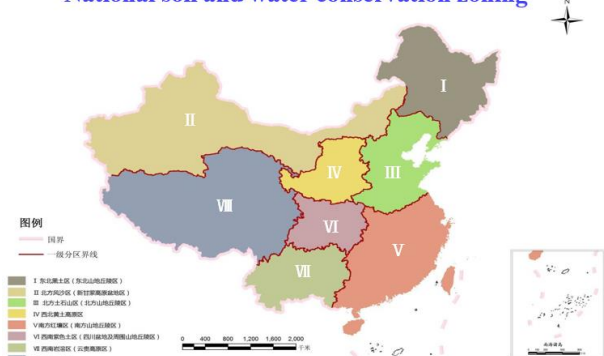 National soil and water conservation zoning
N
I
II
III
IV
V
VI
VII
VIII
图例
国界
一级分区界线
I 东北黑土区（东北山地丘陵区）
II 北方风沙区（新甘蒙高原盆地区）
III 北方土石山区（北方山地丘陵区）
IV 西北黄土高原区
V 南方红壤区（南方山地丘陵区）
VI 西南紫色土区（四川盆地及周围山地丘陵区）
VII 西南岩溶区（云贵高原区）
0 400 800 1,200 1,600 2,000
千米
南海诸岛